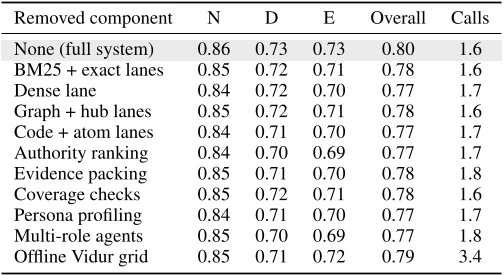 Removed component N D E Overall Calls
None (full system) 0.86 0.73 0.73 0.80 1.6
BM25 + exact lanes 0.85 0.72 0.71 0.78 1.6
Dense lane 0.84 0.72 0.70 0.77 1.7
Graph + hub lanes 0.85 0.72 0.71 0.78 1.6
Code + atom lanes 0.84 0.71 0.70 0.77 1.7
Authority ranking 0.84 0.70 0.69 0.77 1.7
Evidence packing 0.85 0.71 0.70 0.78 1.8
Coverage checks 0.85 0.72 0.71 0.78 1.6
Persona profiling 0.84 0.71 0.70 0.77 1.7
Multi-role agents 0.85 0.70 0.69 0.77 1.8
Offline Vidur grid 0.85 0.71 0.72 0.79 3.4